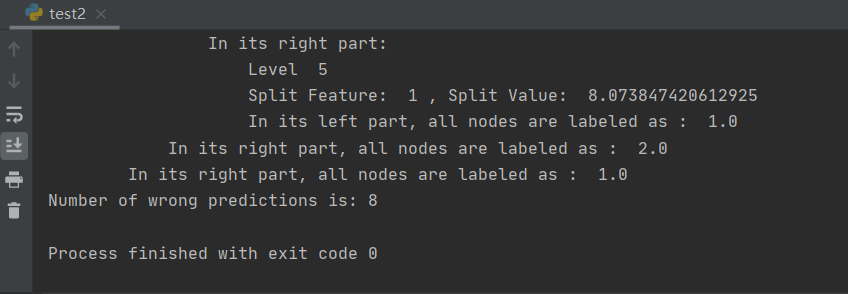 test2
In its right part:
Level  5
Split Feature:  1 , Split Value:  8.073847420612925
In its left part, all nodes are labeled as :  1.0
In its right part, all nodes are labeled as :  2.0
In its right part, all nodes are labeled as :  1.0
Number of wrong predictions is: 8
Process finished with exit code 0